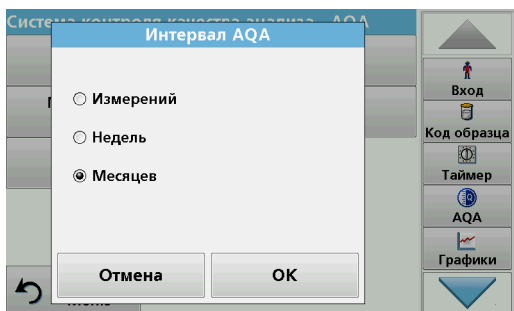 Система контроля качества анализа - AQA
Интервал AQA
Измерений
Недель
Месяцев
Отмена
OK
Вход
Код образца
Таймер
AQA
Графики